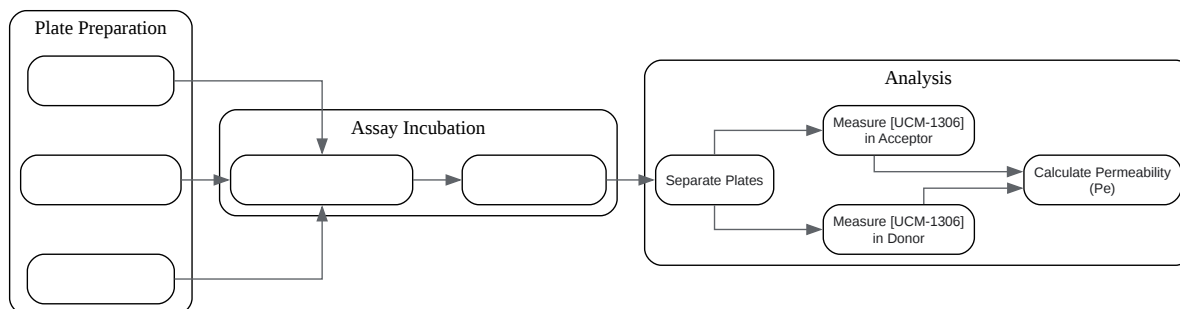 Plate Preparation
Assay Incubation
Analysis
Separate Plates
Measure [UCM-1306]
in Acceptor
Measure [UCM-1306]
in Donor
Calculate Permeability
(Pe)